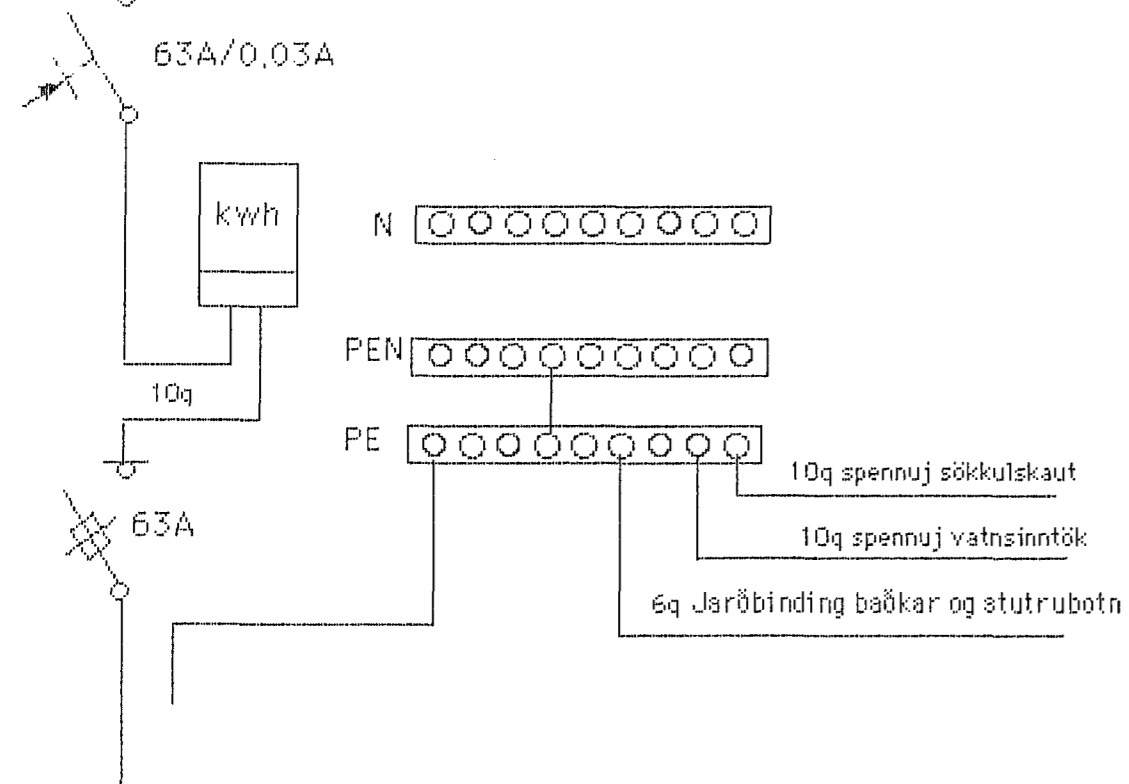 63A/0,03A
kwh
N
PEN
10q
PE
10q spennuj sökkulskaut
63A
10q spennuj vatnsinntök
6q Jarðbinding baðkar og stutrubotn